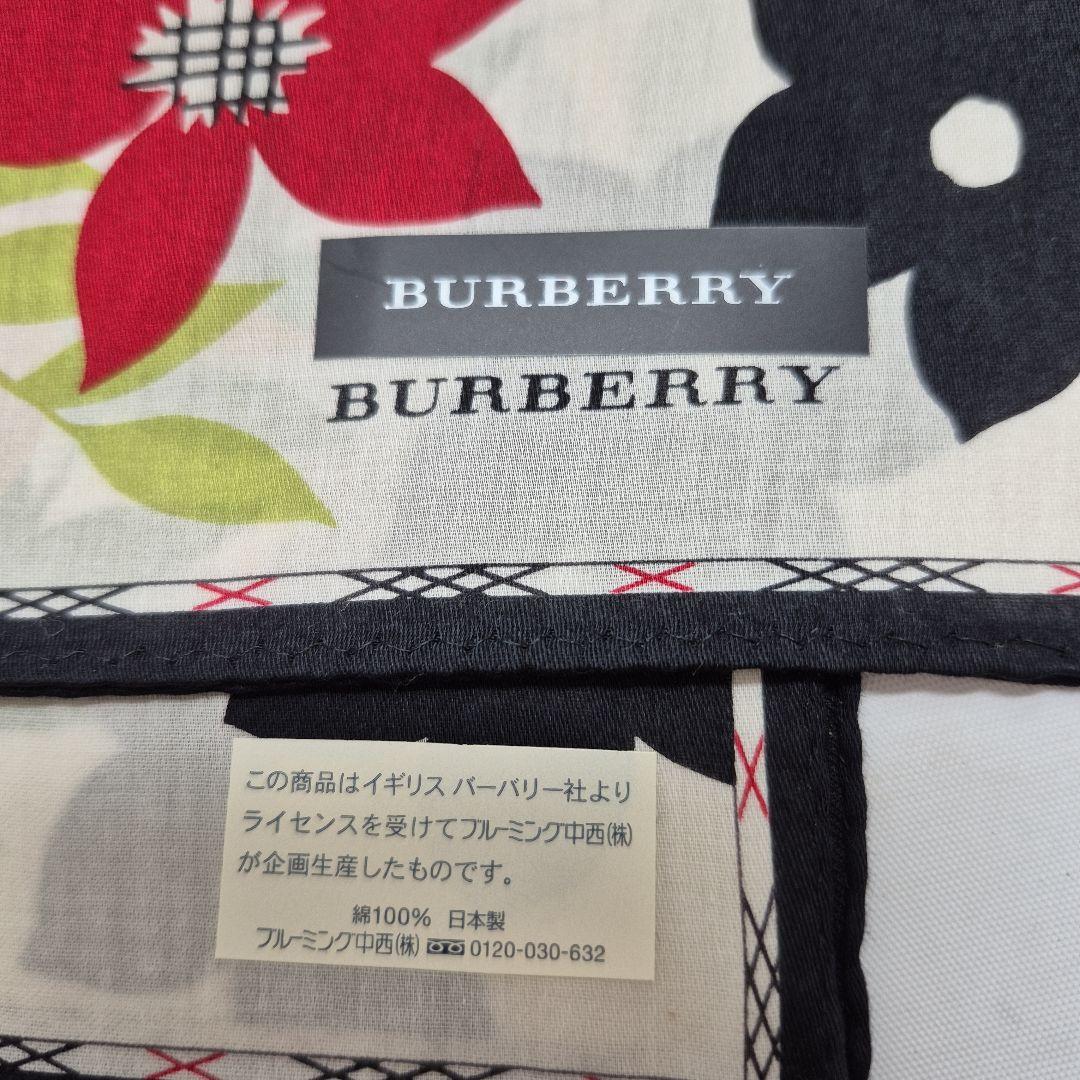 BURBERRY
BURBERRY
この商品はイギリス バーバリー社より
ライセンスを受けてブルーミング中西(株)
が企画生産したものです。
綿100% 日本製
ブルーミング中西(株) 0120-030-632